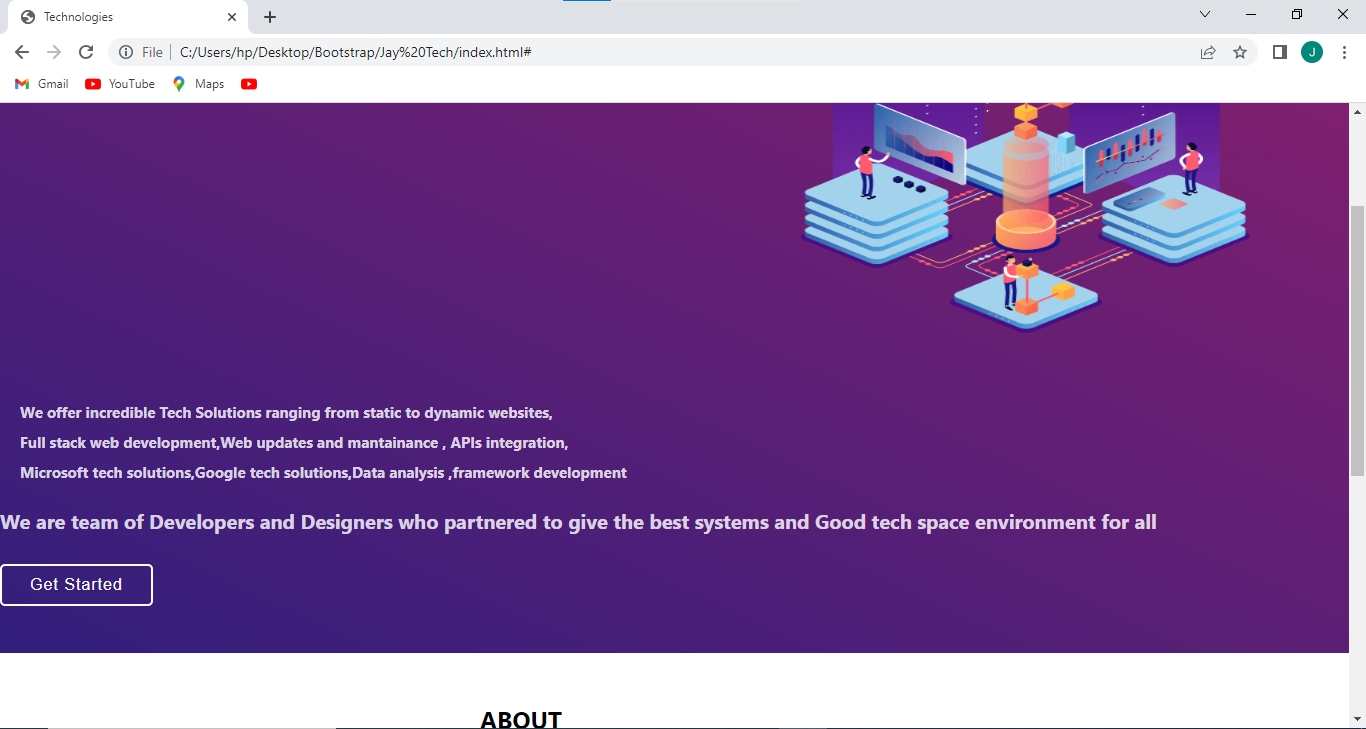 Technologies
File C:/Users/hp/Desktop/Bootstrap/Jay%20Tech/index.html#
J
Gmail YouTube Maps
We offer incredible Tech Solutions ranging from static to dynamic websites,
Full stack web development,Web updates and mantainance , APIs integration,
Microsoft tech solutions,Google tech solutions,Data analysis ,framework development
We are team of Developers and Designers who partnered to give the best systems and Good tech space environment for all
Get Started
ABOUT